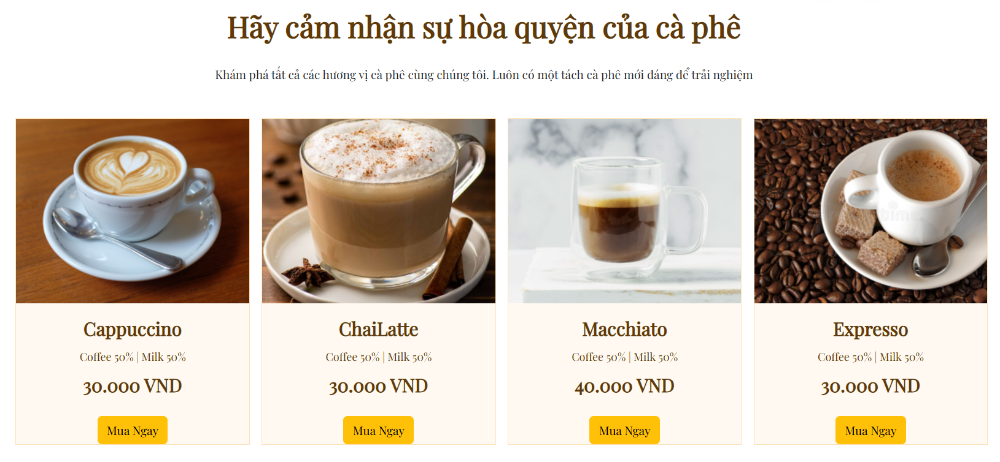 Hãy cảm nhận sự hòa quyện của cà phê
Khám phá tất cả các hương vị cà phê cùng chúng tôi. Luôn có một tách cà phê mới đáng để trải nghiệm
Cappuccino
Coffee 50% | Milk 50%
30.000 VND
Mua Ngay
ChaiLatte
Coffee 50% | Milk 50%
30.000 VND
Mua Ngay
Macchiato
Coffee 50% | Milk 50%
40.000 VND
Mua Ngay
Expresso
Coffee 50% | Milk 50%
30.000 VND
Mua Ngay